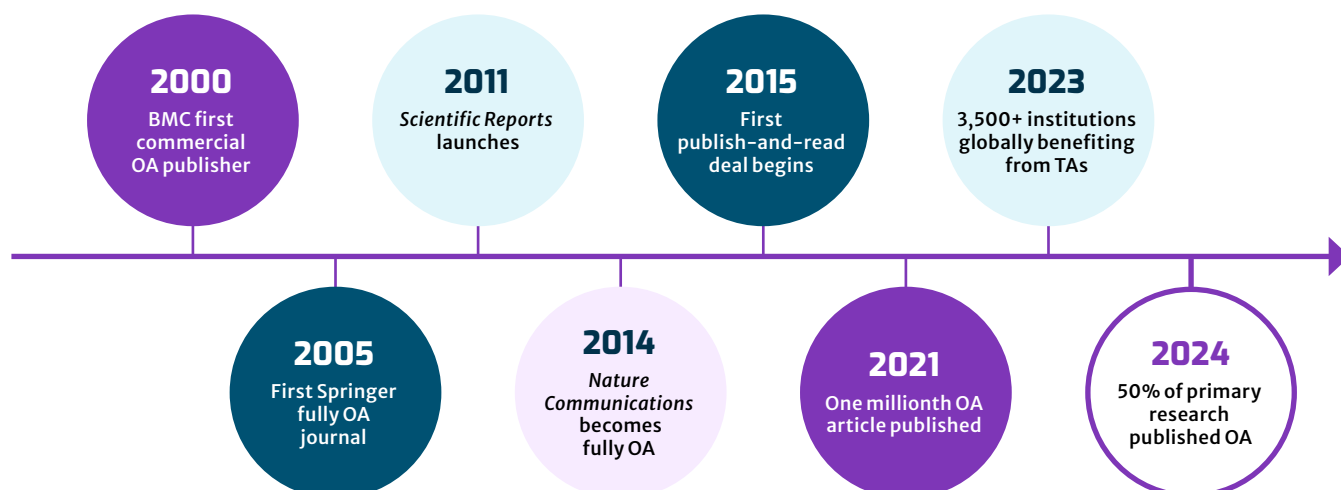 2000
BMC first
commercial
OA publisher
2005
First Springer
fully OA
journal
2011
Scientific Reports
launches
2014
Nature
Communications
becomes
fully OA
2015
First
publish-and-read
deal begins
2021
One millionth OA
article published
2023
3,500+ institutions
globally benefiting
from TAs
2024
50% of primary
research
published OA